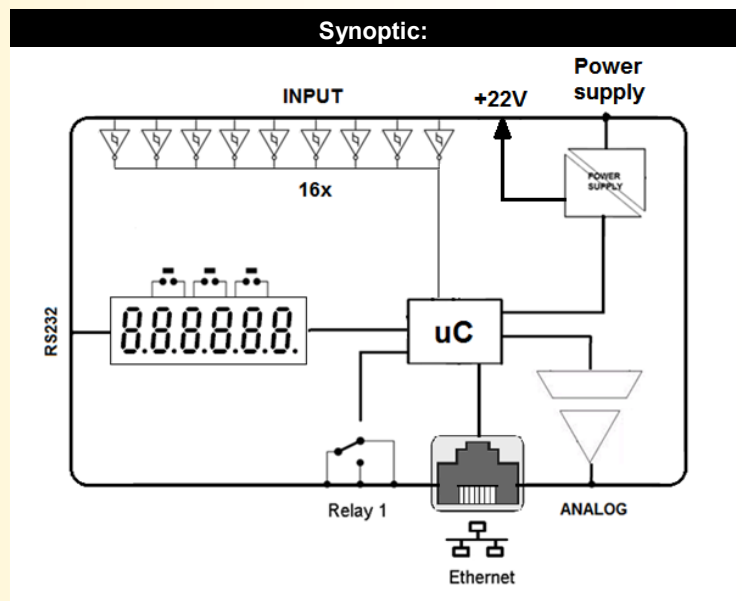 Synoptic:
Power
supply
INPUT
+22V
POWER
SUPPLY
16x
RS232
8.8.8.8.8.8.
uC
Relay 1
ANALOG
Ethernet